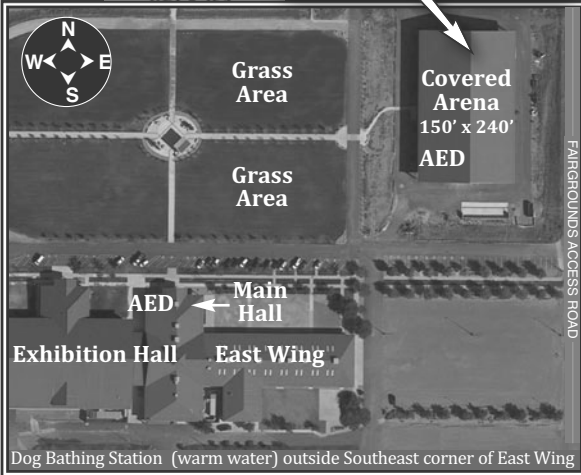 N
W E
S
Grass
Area
Covered
Arena
150’ x 240’
AED
Grass
Area
FAIRGROUNDS ACCESS ROAD
AED
Main
Hall
Exhibition Hall
East Wing
Dog Bathing Station (warm water) outside Southeast corner of East Wing